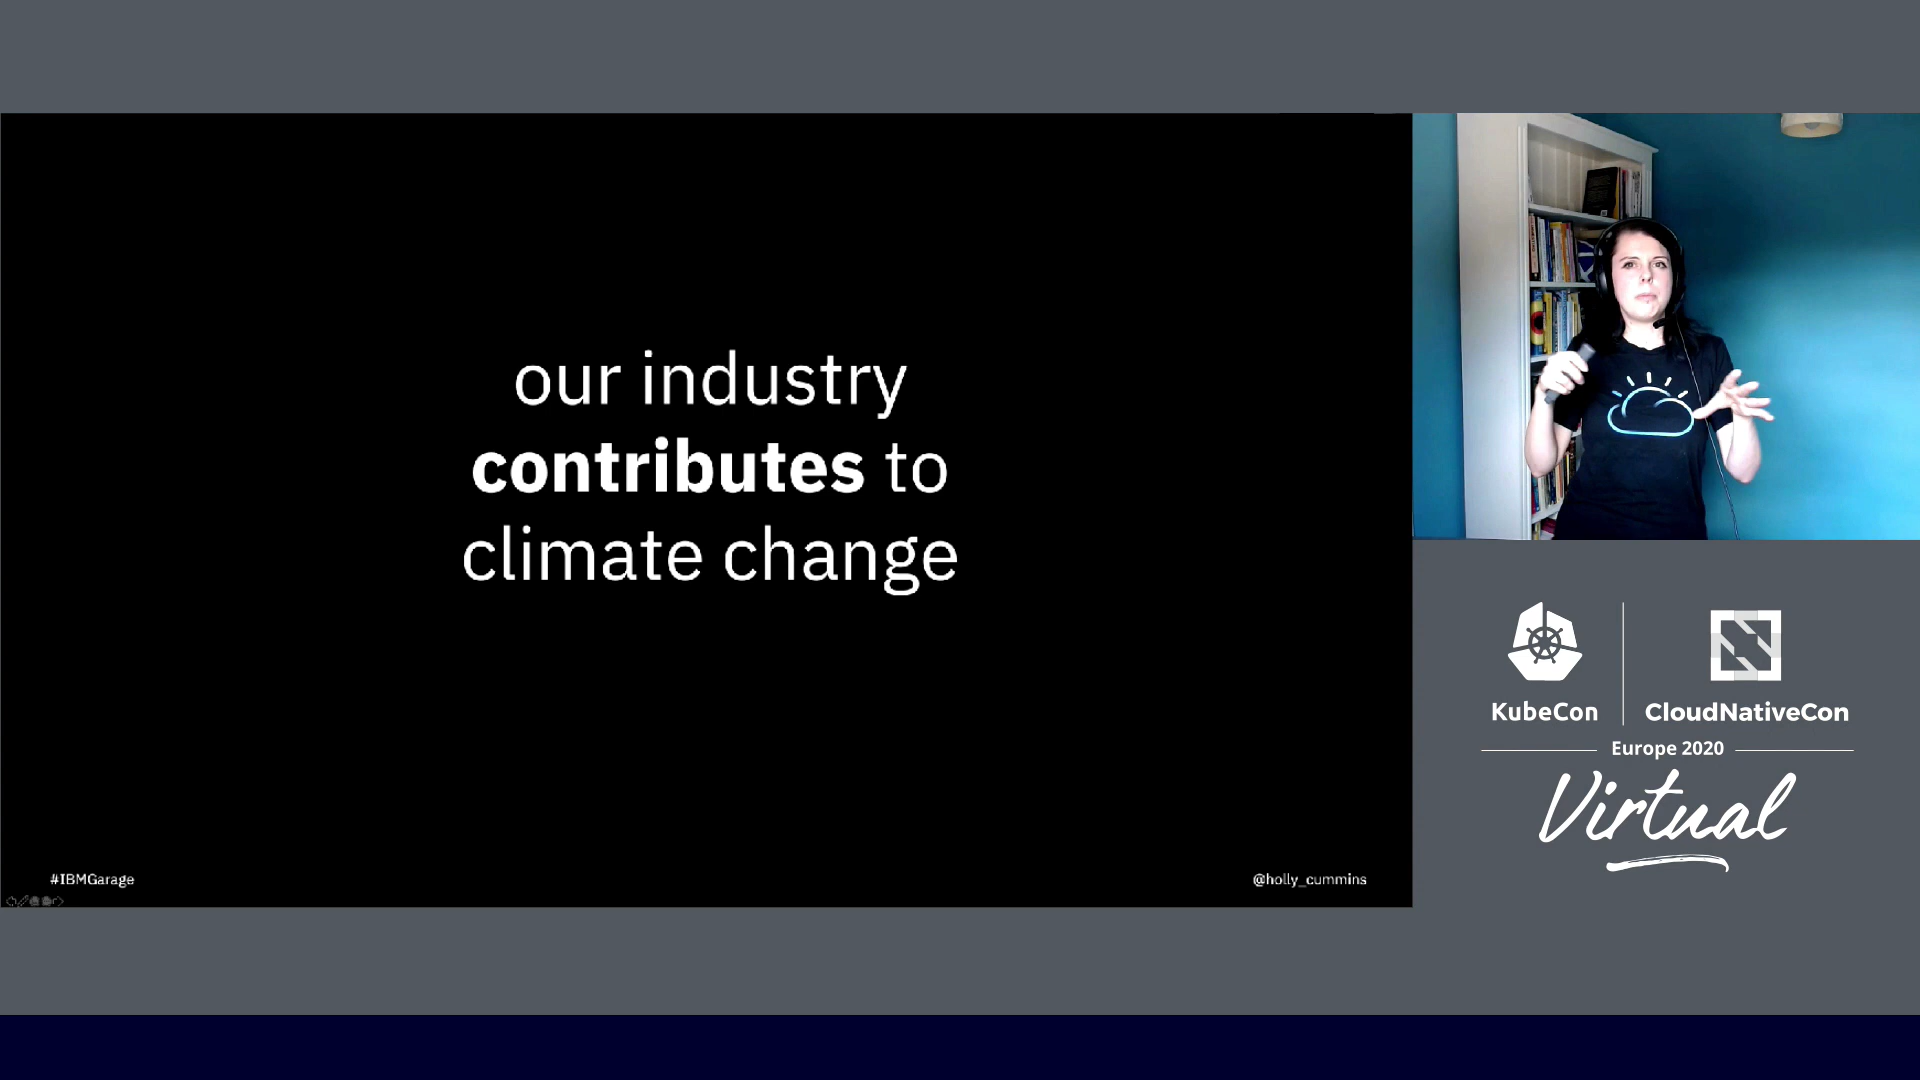 our industry
contributes to
climate change
#IBMGarage
@holly_cummins
KubeCon
CloudNativeCon
Europe 2020
Virtual